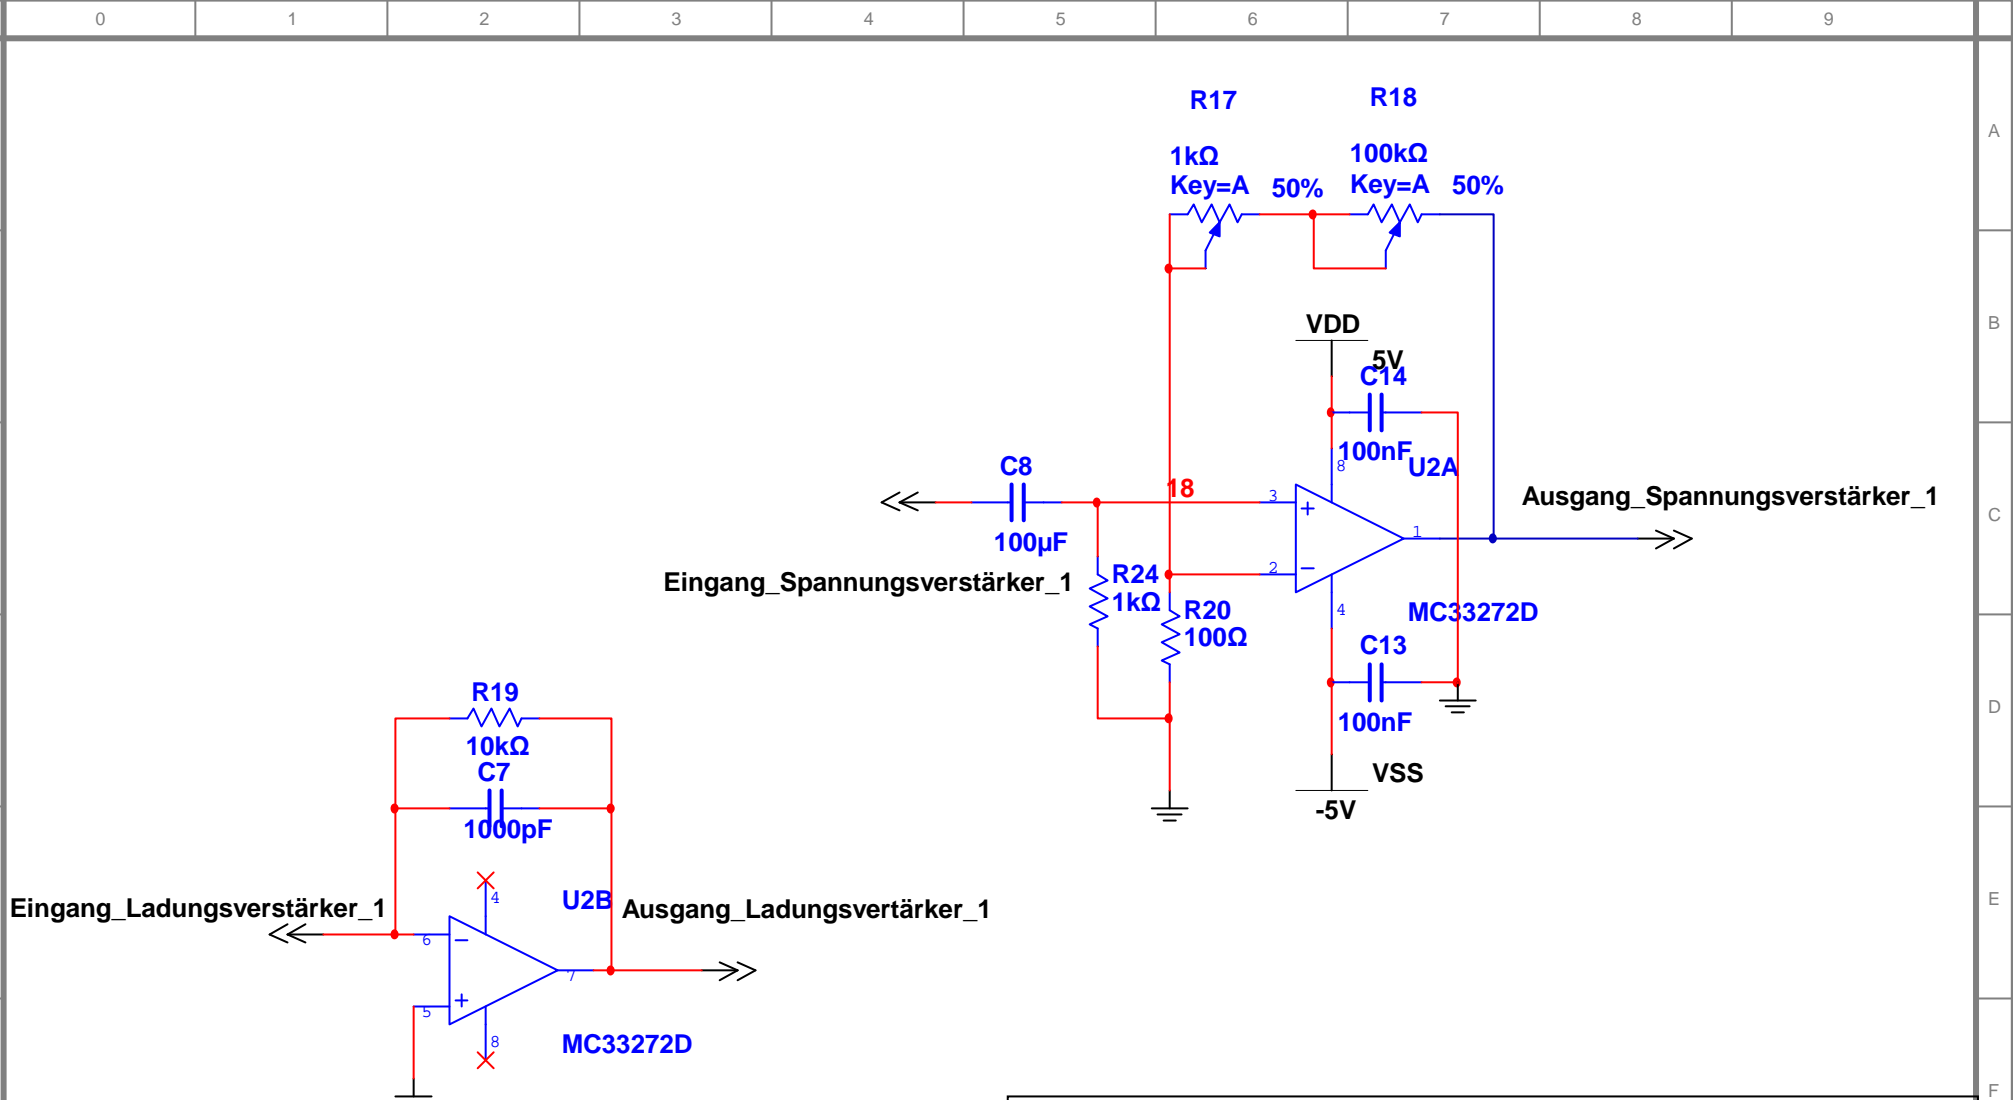 0 1 2 3 4 5 6 7 8 9
A
B
C
D
E
F
R17
1kΩ
Key=A
50%
R18
100kΩ
Key=A
50%
VDD
5V
C14
100nF
8
U2A
C8
100µF
18
3
2
1
4
Ausgang_Spannungsverstärker_1
Eingang_Spannungsverstärker_1
R24
1kΩ
R20
100Ω
MC33272D
C13
100nF
VSS
-5V
R19
10kΩ
C7
1000pF
4
U2B
Eingang_Ladungsverstärker_1
Ausgang_Ladungsvertärker_1
6
7
5
8
MC33272D